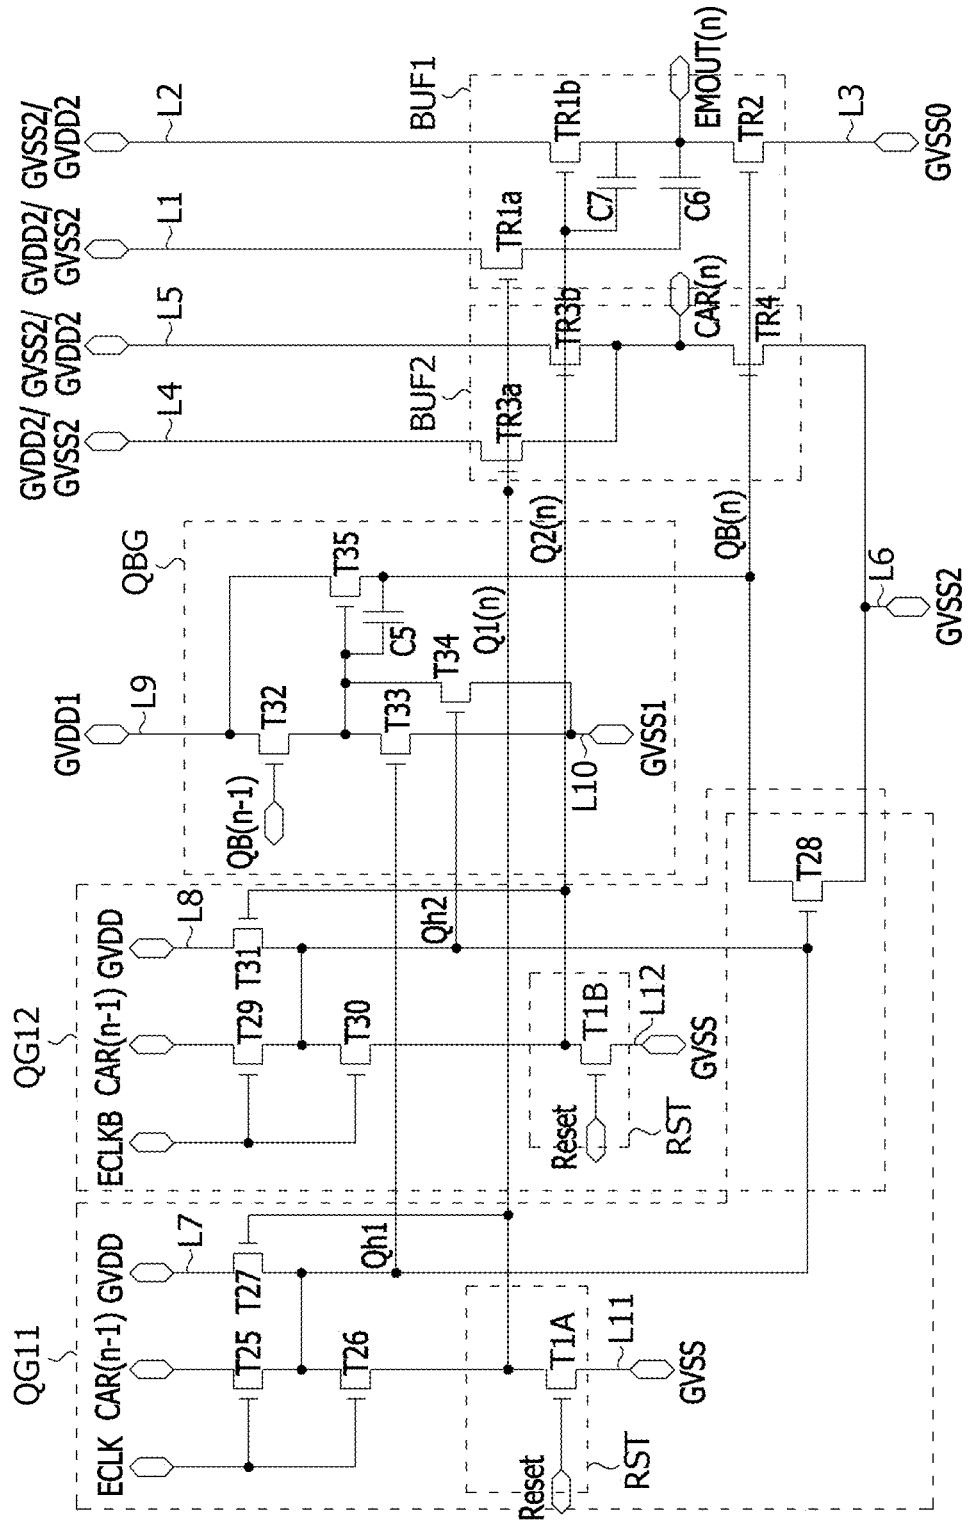 QG11
ECLK
CAR(n-1)
GVDD
L7
T25
T27
Qh1
T26
T1A
L11
GVSS
Reset
RST
QG12
ECLKB
CAR(n-1)
GVDD
L8
T29
T31
Qh2
T30
T1B
L12
GVSS
Reset
RST
T28
QBG
GVDD1
L9
T32
QB(n-1)
T35
C5
T33
T34
Q1(n)
L10
GVSS1
Q2(n)
QB(n)
L6
GVSS2
GVDD2/
GVSS2
L4
GVSS2/
GVDD2
L5
GVDD2/
GVSS2
L1
GVSS2/
GVDD2
L2
BUF2
TR3a
TR3b
CAR(n)
TR4
BUF1
TR1a
TR1b
C7
C6
EMOUT(n)
TR2
L3
GVSS0